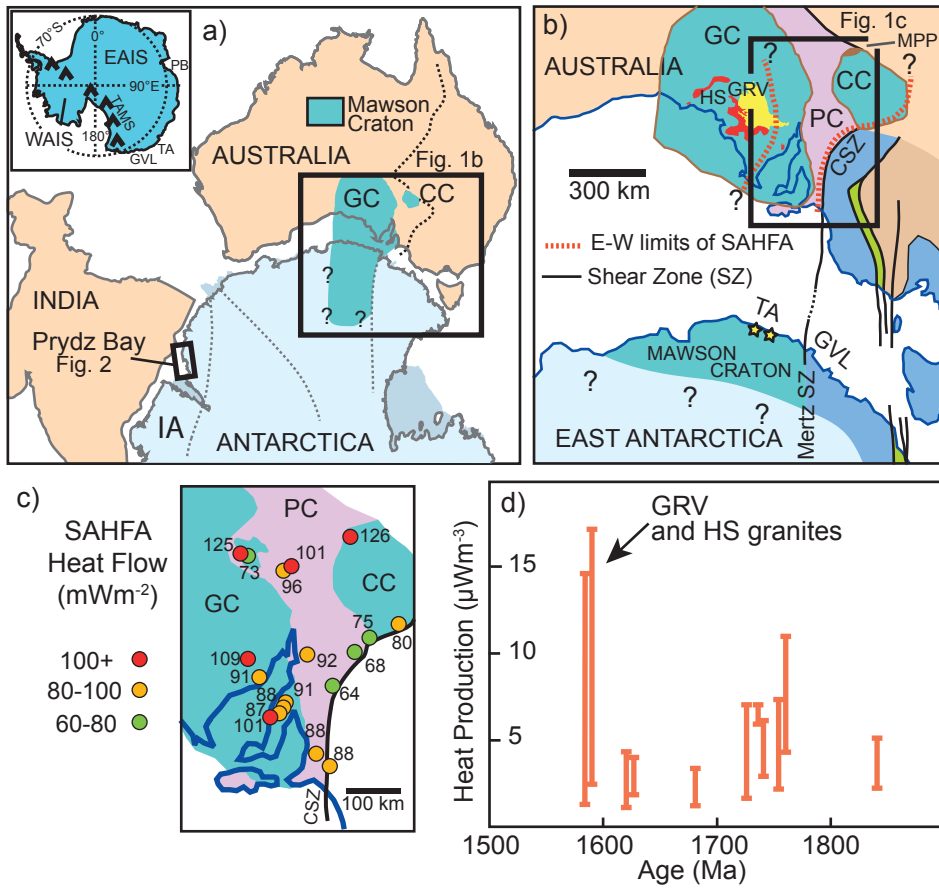 a)
70°S
0°
EAIS
PB
90°E
TAMS
WAIS
180°
TA
GVL
Mawson
Craton
AUSTRALIA
Fig. 1b
GC
CC
?
?
?
INDIA
Prydz Bay
Fig. 2
IA
ANTARCTICA
b)
Fig. 1c
GC
MPP
?
?
AUSTRALIA
CC
HS
GRV
PC
CSZ
300 km
?
E-W limits of SAHFA
Shear Zone (SZ)
TA
GVL
MAWSON
CRATON
?
?
?
Mertz SZ
EAST ANTARCTICA
c)
SAHFA
Heat Flow
(mWm-2)
100+
80-100
60-80
PC
125
73
101
96
126
GC
CC
75
80
109
92
68
91
91
64
88
87
101
88
88
CSZ
100 km
d)
GRV
and HS granites
Heat Production (µWm-3)
15
10
5
1500
1600
1700
1800
Age (Ma)